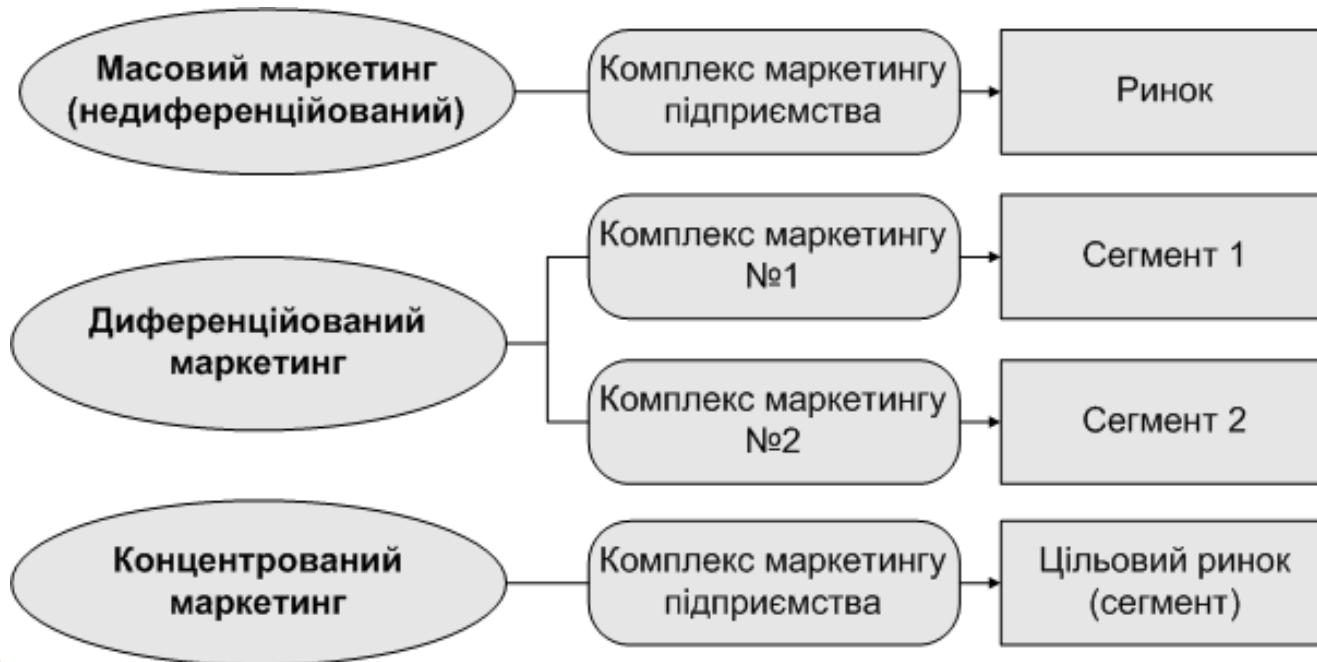 Масовий маркетинг
(недиференційований)
Комплекс маркетингу
підприємства
Ринок
Диференційований
маркетинг
Комплекс маркетингу
№1
Сегмент 1
Комплекс маркетингу
№2
Сегмент 2
Концентрований
маркетинг
Комплекс маркетингу
підприємства
Цільовий ринок
(сегмент)